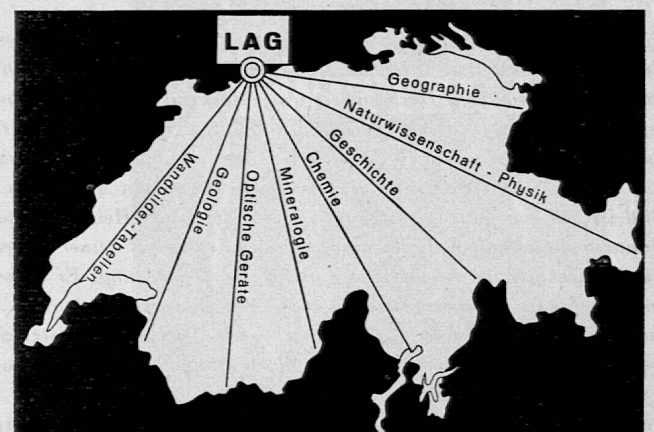 LAG
Geographie
Naturwissenschaft - Physik
Geschichte
Chemie
Mineralogie
Optische Geräte
Geologie
Wandbilder-Tabellen